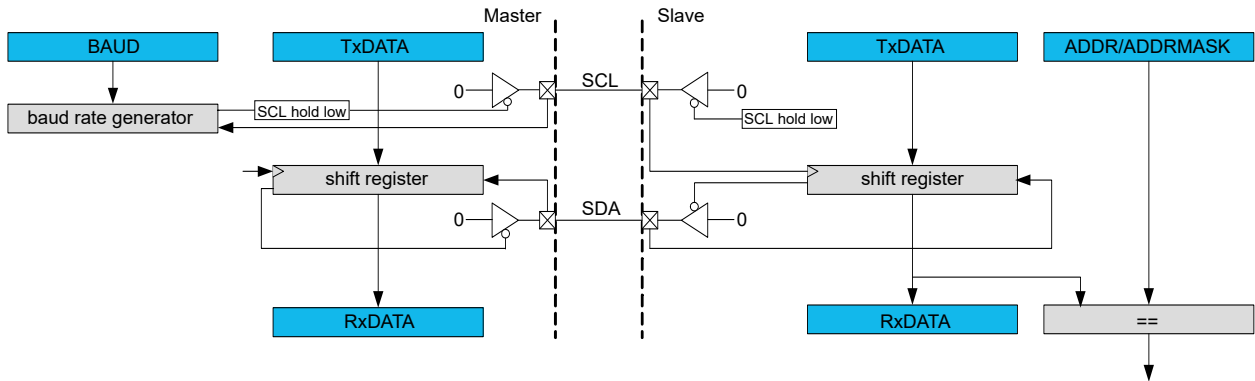 Master
Slave
BAUD
TxDATA
TxDATA
ADDR/ADDRMASK
SCL
0
0
SCL hold low
SCL hold low
baud rate generator
shift register
shift register
SDA
0
0
RxDATA
RxDATA
==